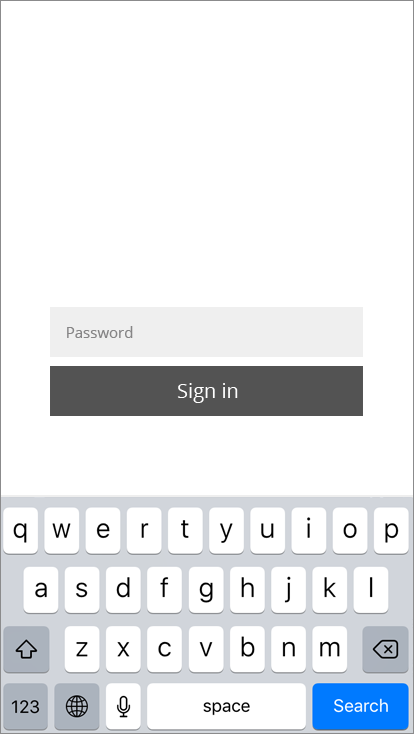 Password
Sign in
q w e r t y u i o p
a s d f g h j k l
z x c v b n m
123 space Search